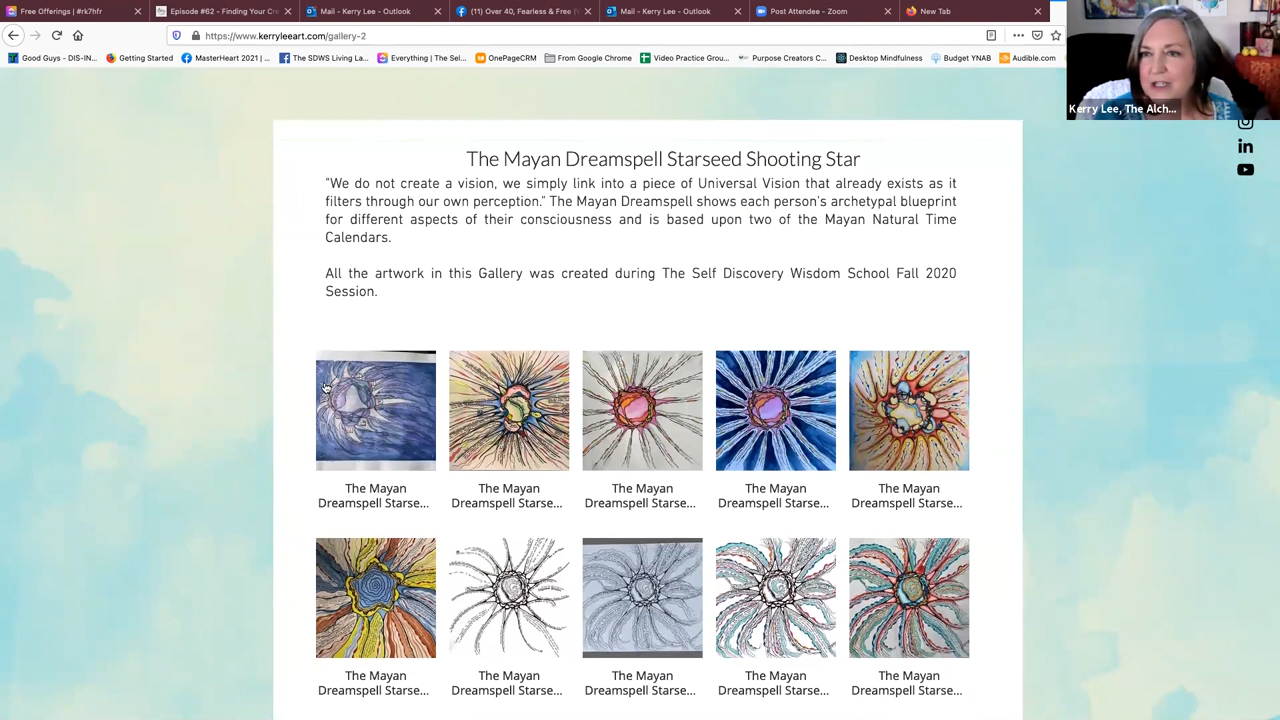 Free Offerings | #rk7hfr
Episode #62 - Finding Your Cr
Mail - Kerry Lee - Outlook
(11) Over 40, Fearless & Free
Mail - Kerry Lee - Outlook
Post Attendee - Zoom
New Tab
https://www.kerryleeart.com/gallery-2
Good Guys - DIS-IN...
Getting Started
MasterHeart 2021 | ...
The SDWS Living La...
Everything | The Sel...
OnePageCRM
From Google Chrome
Video Practice Grou...
Purpose Creators C...
Desktop Mindfulness
Budget YNAB
Audible.com
Kerry Lee, The Alch...
The Mayan Dreamspell Starseed Shooting Star
"We do not create a vision, we simply link into a piece of Universal Vision that already exists as it
filters through our own perception." The Mayan Dreamspell shows each person's archetypal blueprint
for different aspects of their consciousness and is based upon two of the Mayan Natural Time
Calendars.
All the artwork in this Gallery was created during The Self Discovery Wisdom School Fall 2020
Session.
The Mayan
Dreamspell Starse...
The Mayan
Dreamspell Starse...
The Mayan
Dreamspell Starse...
The Mayan
Dreamspell Starse...
The Mayan
Dreamspell Starse...
The Mayan
Dreamspell Starse...
The Mayan
Dreamspell Starse...
The Mayan
Dreamspell Starse...
The Mayan
Dreamspell Starse...
The Mayan
Dreamspell Starse...